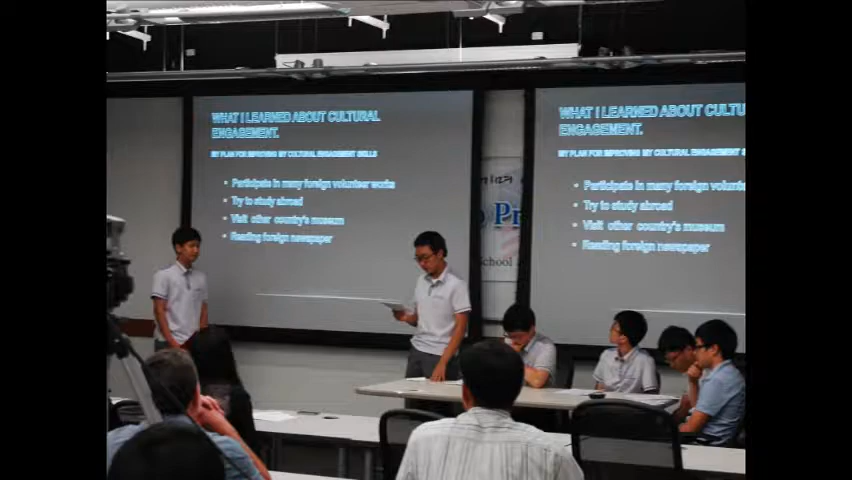 WHAT I LEARNED ABOUT CULTURAL
ENGAGEMENT.
MY PLAN FOR IMPROVING MY CULTURAL ENGAGEMENT SKILLS
• Participate in many foreign volunteer works
• Try to study abroad
• Visit other country's museum
• Reading foreign newspaper
Pr
School
WHAT I LEARNED ABOUT CULTU
ENGAGEMENT.
MY PLAN FOR IMPROVING MY CULTURAL ENGAGEMENT S
• Participate in many foreign volunteer
• Try to study abroad
• Visit other country's museum
• Reading foreign newspaper